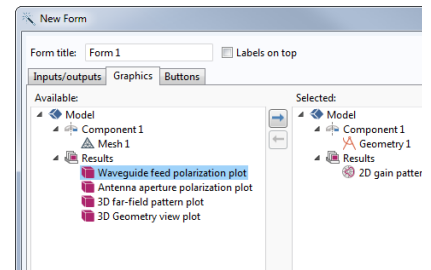 New Form
Form title: Form 1 Labels on top
Inputs/outputs Graphics Buttons
Available: Selected:
Model Model
Component 1 Component 1
Mesh 1 Geometry 1
Results Results
Waveguide feed polarization plot 2D gain patter
Antenna aperture polarization plot
3D far-field pattern plot
3D Geometry view plot